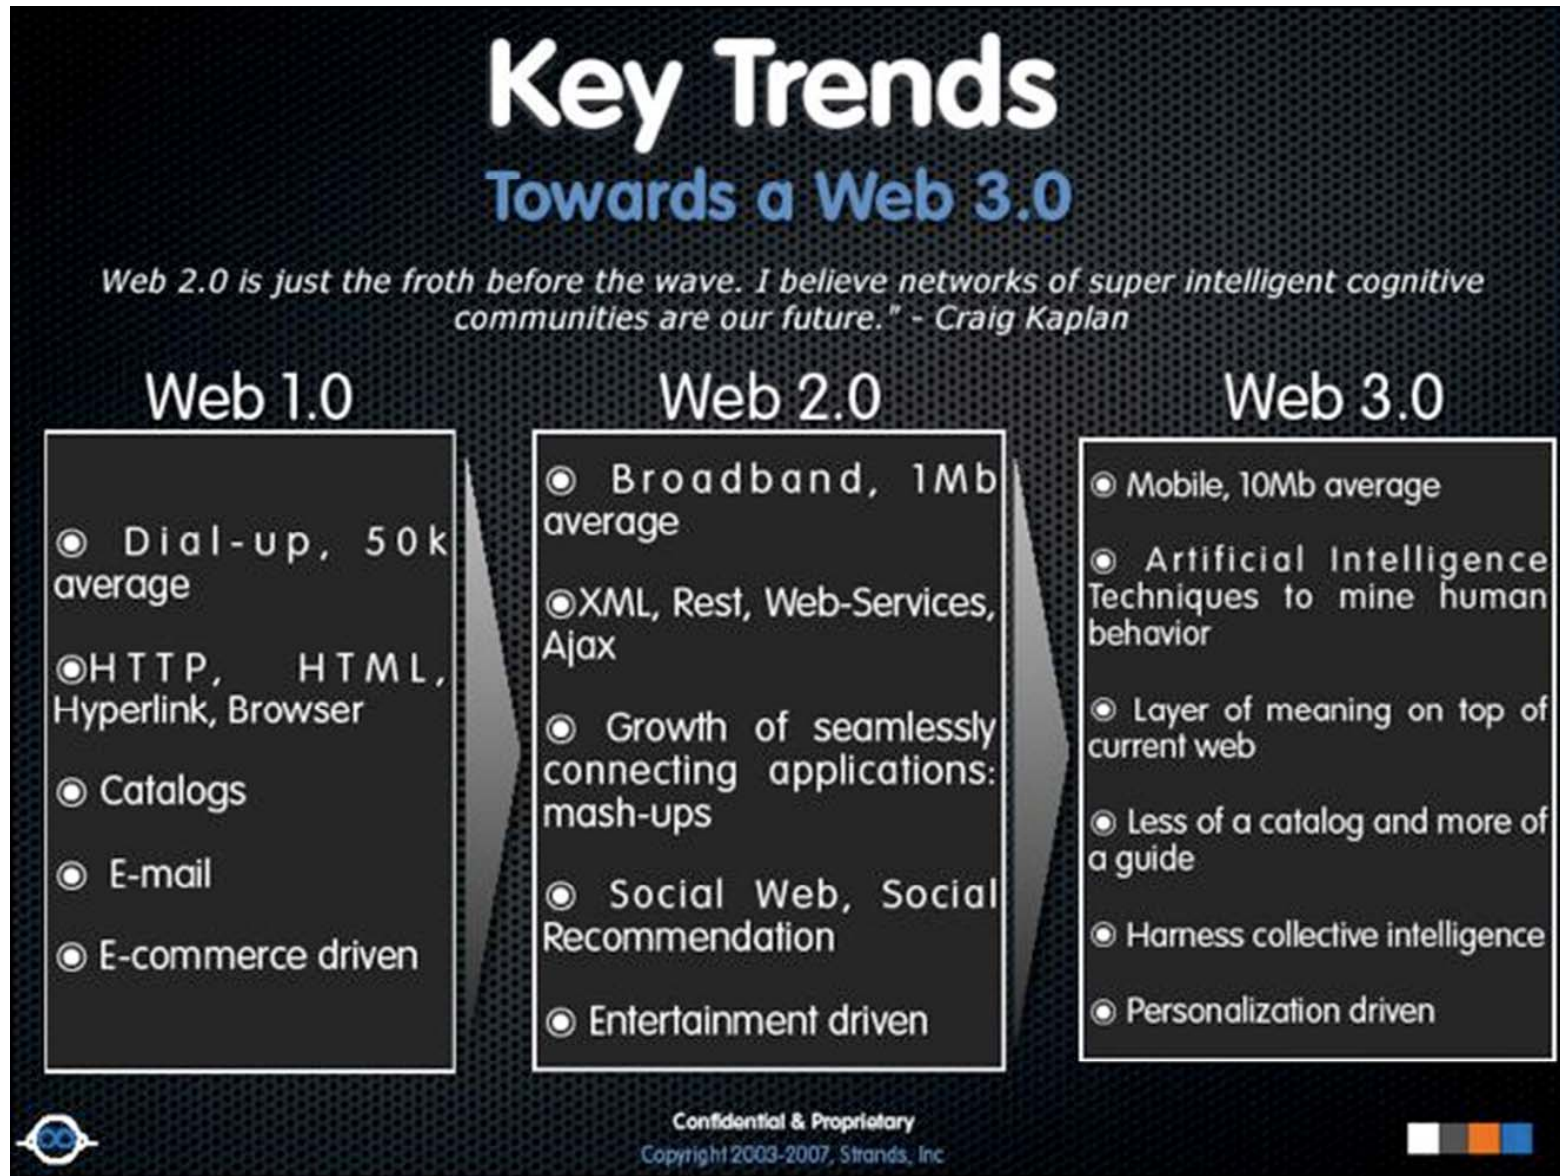 Key Trends
Towards a Web 3.0
Web 2.0 is just the froth before the wave. I believe networks of super intelligent cognitive
communities are our future." - Craig Kaplan
Web 1.0
◉ Dial-up, 50k
average
◉HTTP, HTML,
Hyperlink, Browser
◉ Catalogs
◉ E-mail
◉ E-commerce driven
Web 2.0
◉ Broadband, 1Mb
average
◉XML, Rest, Web-Services,
Ajax
◉ Growth of seamlessly
connecting applications:
mash-ups
◉ Social Web, Social
Recommendation
◉ Entertainment driven
Web 3.0
◉ Mobile, 10Mb average
◉ Artificial Intelligence
Techniques to mine human
behavior
◉ Layer of meaning on top of
current web
◉ Less of a catalog and more of
a guide
◉ Harness collective intelligence
◉ Personalization driven
Confidential & Proprietary
Copyright 2003-2007, Strands, Inc